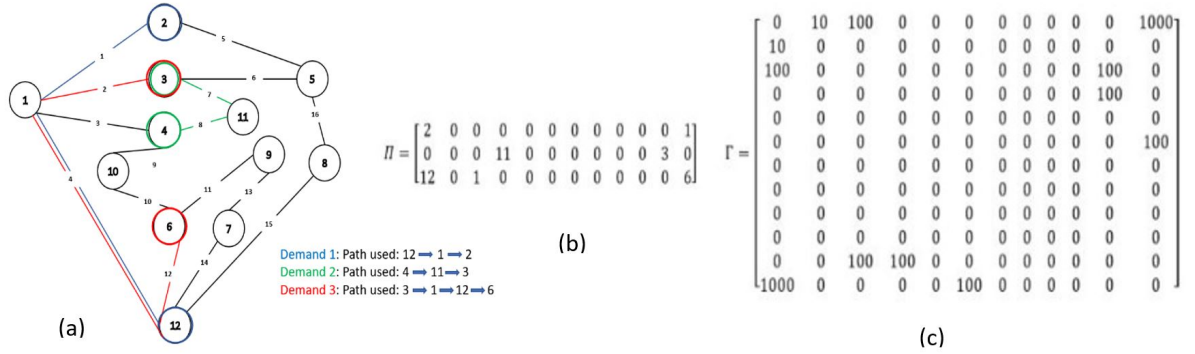 2
5
1
3
6
5
2
7
1
16
3
8
11
4
9
9
8
10
4
11
13
10
6
7
15
12
14
12
Demand 1: Path used: 12 → 1 → 2
Demand 2: Path used: 4 → 11 → 3
Demand 3: Path used: 3 → 1 → 12 → 6
(a)
Π =
2 0 0 0 0 0 0 0 0 0 0 1
0 0 0 11 0 0 0 0 0 0 3 0
12 0 1 0 0 0 0 0 0 0 0 6
(b)
Γ =
0 10 100 0 0 0 0 0 0 0 0 1000
10 0 0 0 0 0 0 0 0 0 0 0
100 0 0 0 0 0 0 0 0 0 100 0
0 0 0 0 0 0 0 0 0 0 100 0
0 0 0 0 0 0 0 0 0 0 0 0
0 0 0 0 0 0 0 0 0 0 0 100
0 0 0 0 0 0 0 0 0 0 0 0
0 0 0 0 0 0 0 0 0 0 0 0
0 0 0 0 0 0 0 0 0 0 0 0
0 0 0 0 0 0 0 0 0 0 0 0
0 0 100 100 0 0 0 0 0 0 0 0
1000 0 0 0 0 100 0 0 0 0 0 0
(c)